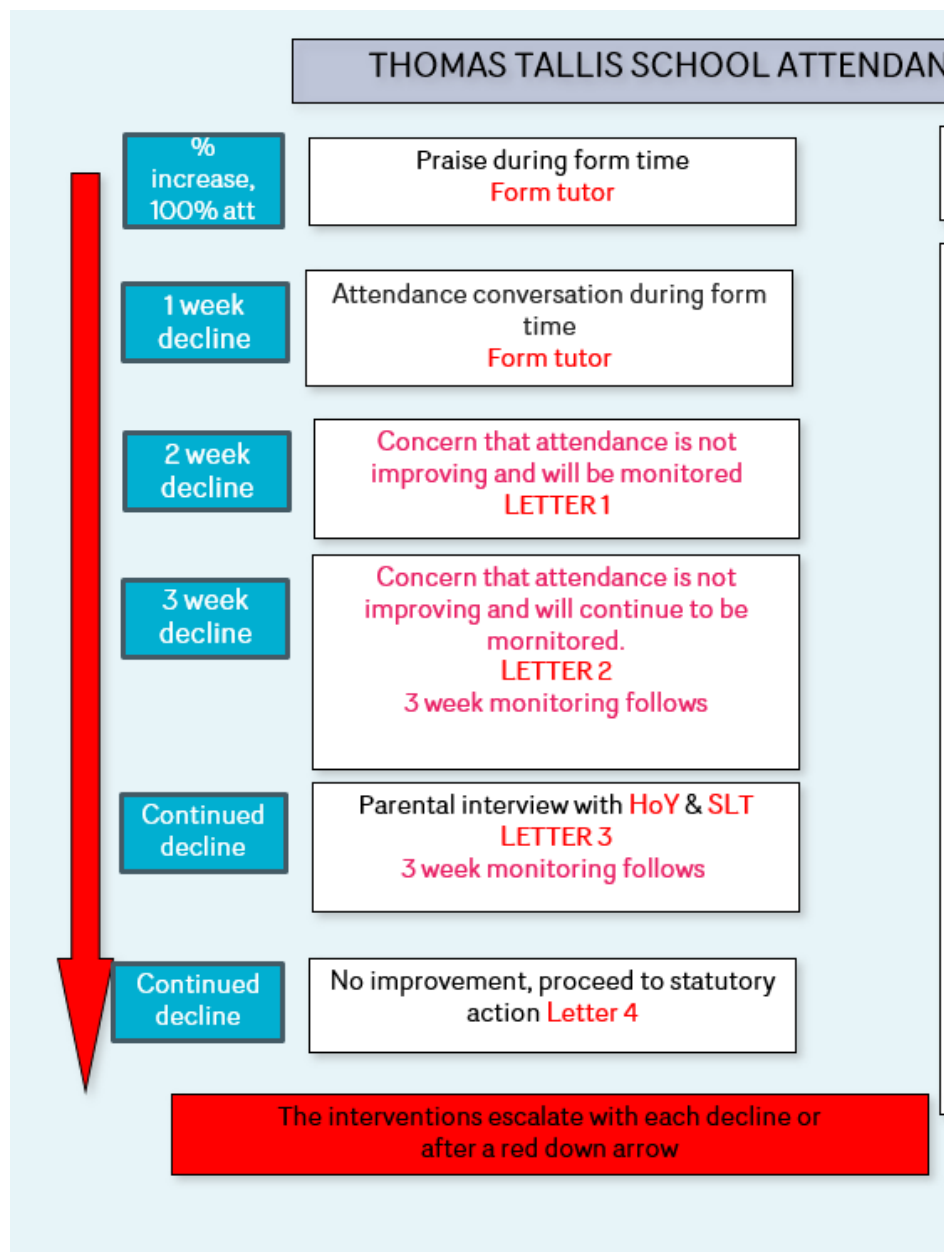 THOMAS TALLIS SCHOOL ATTENDAN
%
increase,
100% att
Praise during form time
Form tutor
1 week
decline
Attendance conversation during form
time
Form tutor
2 week
decline
Concern that attendance is not
improving and will be monitored
LETTER 1
3 week
decline
Concern that attendance is not
improving and will continue to be
mornitored.
LETTER 2
3 week monitoring follows
Continued
decline
Parental interview with HoY & SLT
LETTER 3
3 week monitoring follows
Continued
decline
No improvement, proceed to statutory
action Letter 4
The interventions escalate with each decline or
after a red down arrow